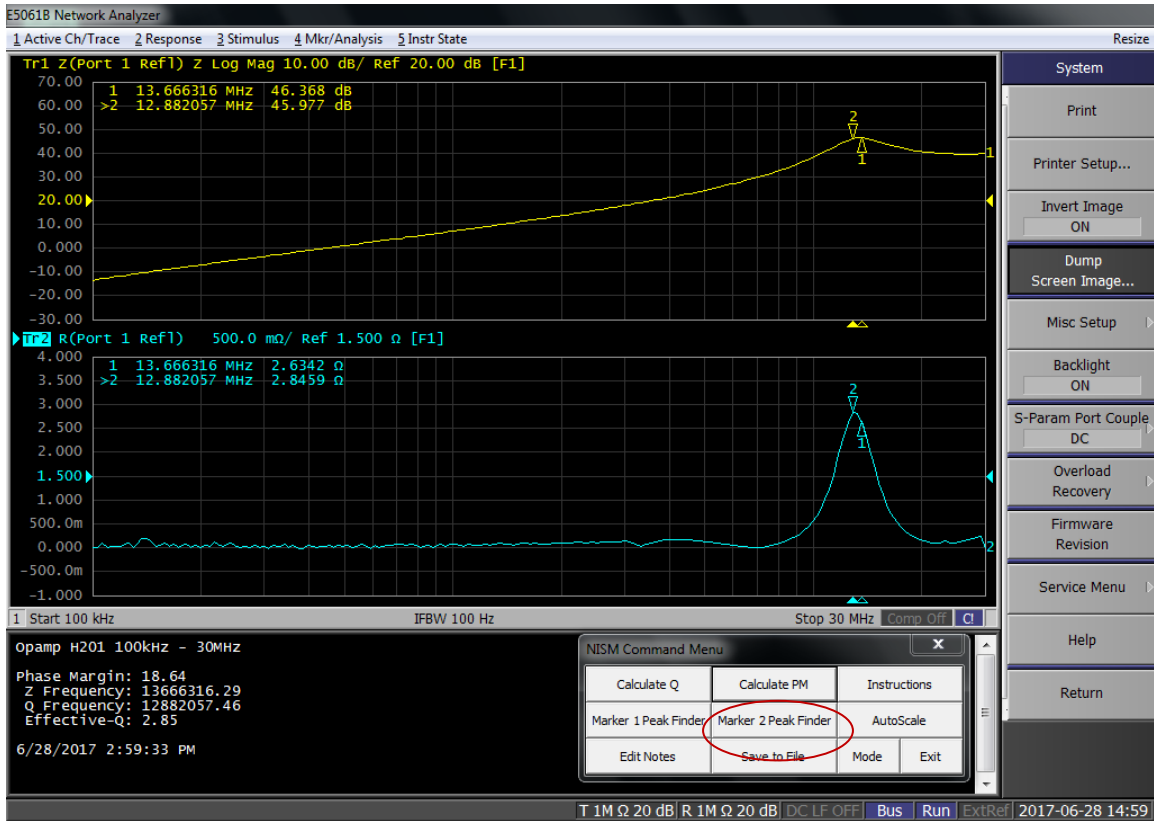 E5061B Network Analyzer
1 Active Ch/Trace 2 Response 3 Stimulus 4 Mkr/Analysis 5 Instr State Resize
Tr1 Z(Port 1 Refl) Z Log Mag 10.00 dB/ Ref 20.00 dB [F1]
70.00
1 13.666316 MHz 46.368 dB
60.00 >2 12.882057 MHz 45.977 dB
50.00
2
40.00
1
1
30.00
20.00
10.00
0.000
-10.00
-20.00
-30.00
Tr2 R(Port 1 Refl) 500.0 mΩ/ Ref 1.500 Ω [F1]
4.000
1 13.666316 MHz 2.6342 Ω
3.500 >2 12.882057 MHz 2.8459 Ω
2
3.000
2.500
1
2.000
1.500
1.000
500.0m
0.000
2
-500.0m
-1.000
1 Start 100 kHz IFBW 100 Hz Stop 30 MHz Comp Off C!
System
Print
Printer Setup...
Invert Image
ON
Dump
Screen Image...
Misc Setup
Backlight
ON
S-Param Port Couple
DC
Overload
Recovery
Firmware
Revision
Service Menu
Help
Return
Opamp H201 100kHz - 30MHz
Phase Margin: 18.64
Z Frequency: 13666316.29
Q Frequency: 12882057.46
Effective-Q: 2.85
6/28/2017 2:59:33 PM
NISM Command Menu x
Calculate Q Calculate PM Instructions
Marker 1 Peak Finder Marker 2 Peak Finder AutoScale
Edit Notes Save to File Mode Exit
T 1M Ω 20 dB R 1M Ω 20 dB DC LF OFF Bus Run ExtRef 2017-06-28 14:59